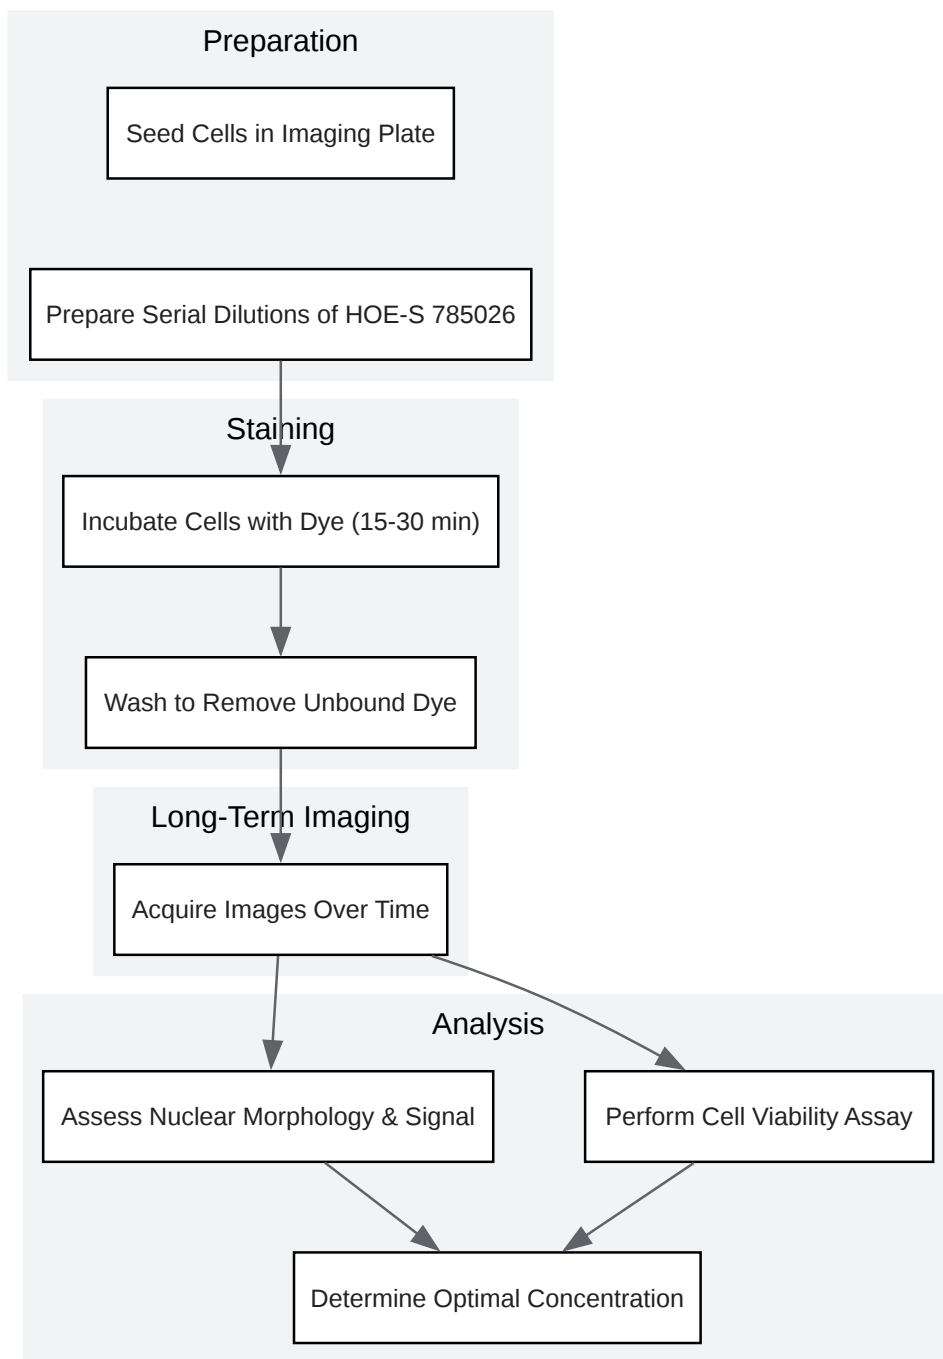 Preparation
Seed Cells in Imaging Plate
Prepare Serial Dilutions of HOE-S 785026
Staining
Incubate Cells with Dye (15-30 min)
Wash to Remove Unbound Dye
Long-Term Imaging
Acquire Images Over Time
Analysis
Assess Nuclear Morphology & Signal
Perform Cell Viability Assay
Determine Optimal Concentration